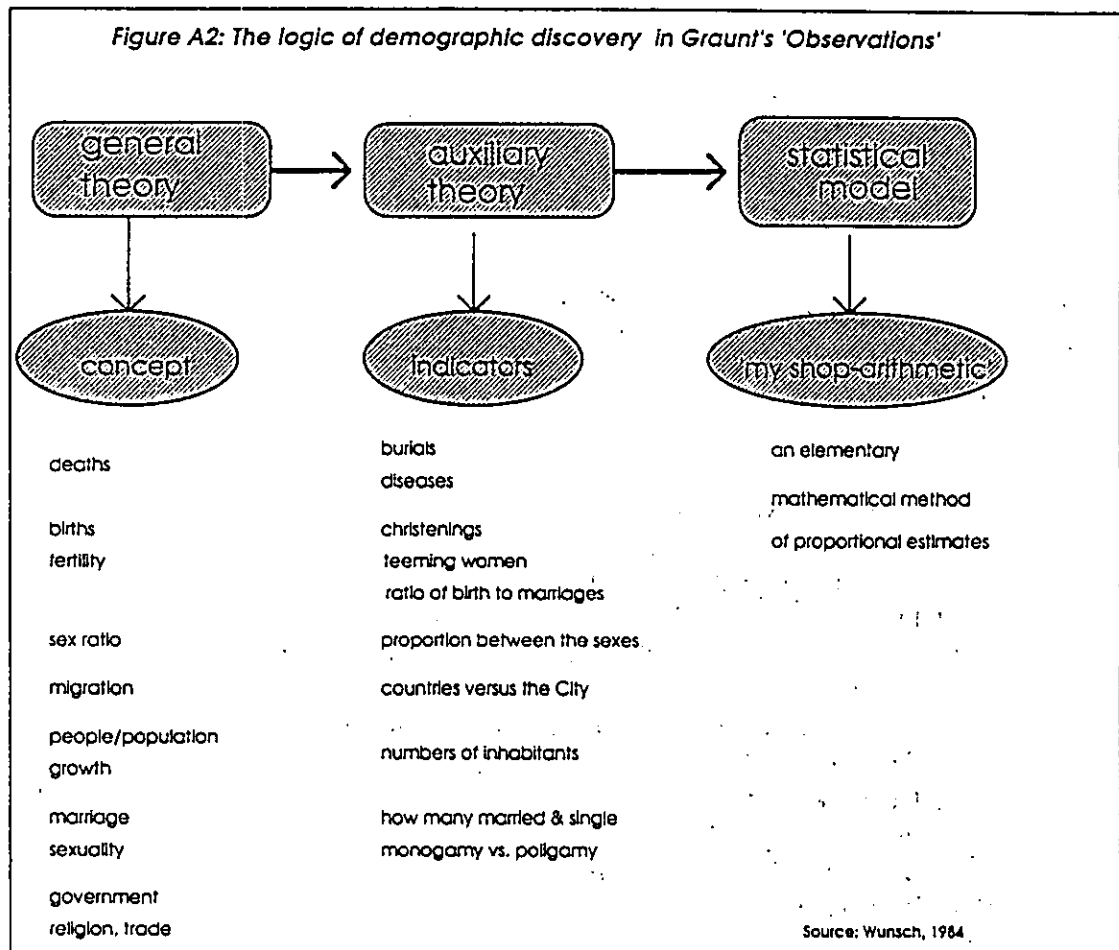 Figure A2: The logic of demographic discovery in Graunt's 'Observations'
general
theory
auxiliary
theory
statistical
model
concept
indicators
'my shop-arithmetic'
deaths
births
fertility
sex ratio
migration
people/population
growth
marriage
sexuality
government
religion, trade
burials
diseases
christenings
teeming women
ratio of birth to marriages
proportion between the sexes
countries versus the City
numbers of inhabitants
how many married & single
monogamy vs. poligamy
an elementary
mathematical method
of proportional estimates
Source: Wunsch, 1984